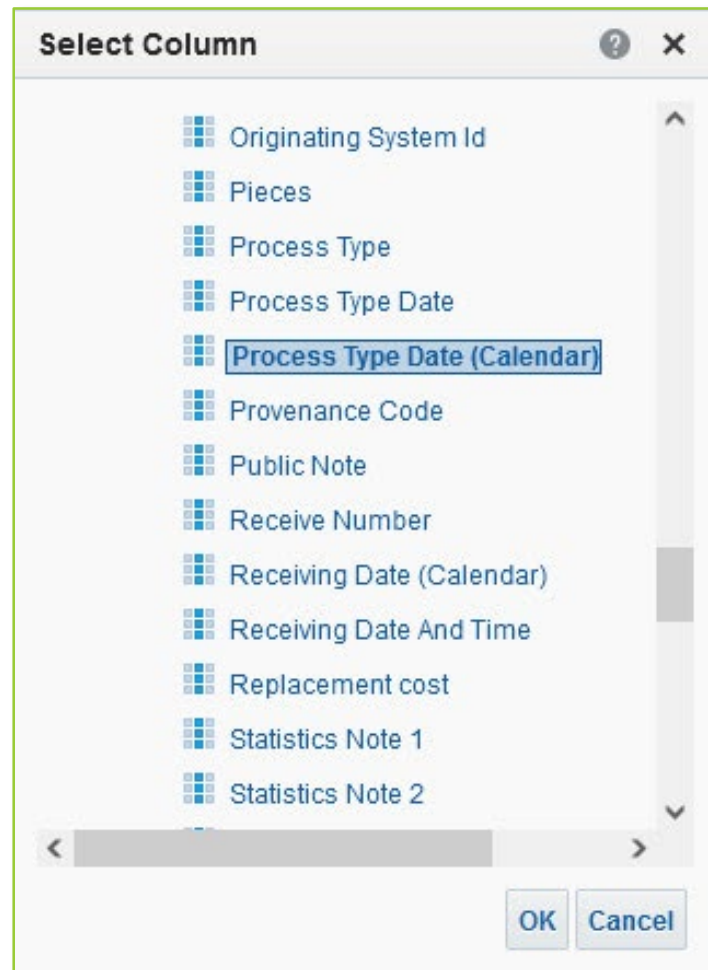 Select Column
Originating System Id
Pieces
Process Type
Process Type Date
Process Type Date (Calendar)
Provenance Code
Public Note
Receive Number
Receiving Date (Calendar)
Receiving Date And Time
Replacement cost
Statistics Note 1
Statistics Note 2
OK Cancel